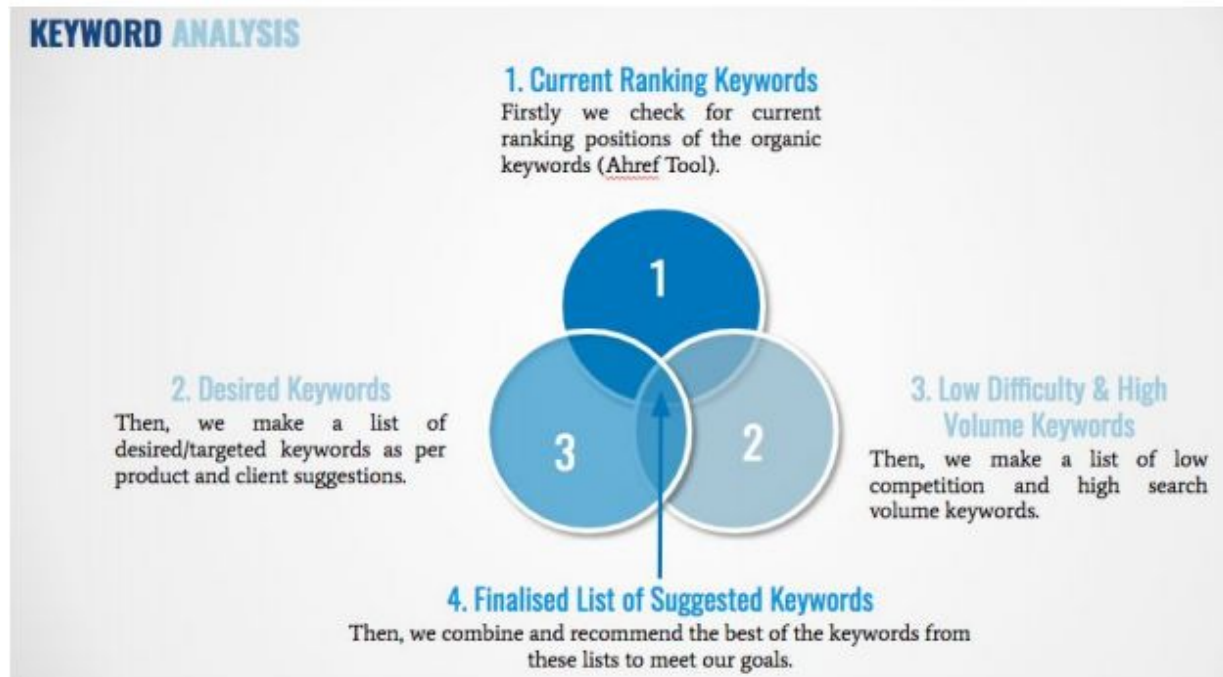 KEYWORD ANALYSIS
1. Current Ranking Keywords
Firstly we check for current
ranking positions of the organic
keywords (Ahref Tool).
1
2. Desired Keywords
Then, we make a list of
desired/targeted keywords as per
product and client suggestions.
3
2
3. Low Difficulty & High
Volume Keywords
Then, we make a list of low
competition and high search
volume keywords.
4. Finalised List of Suggested Keywords
Then, we combine and recommend the best of the keywords from
these lists to meet our goals.